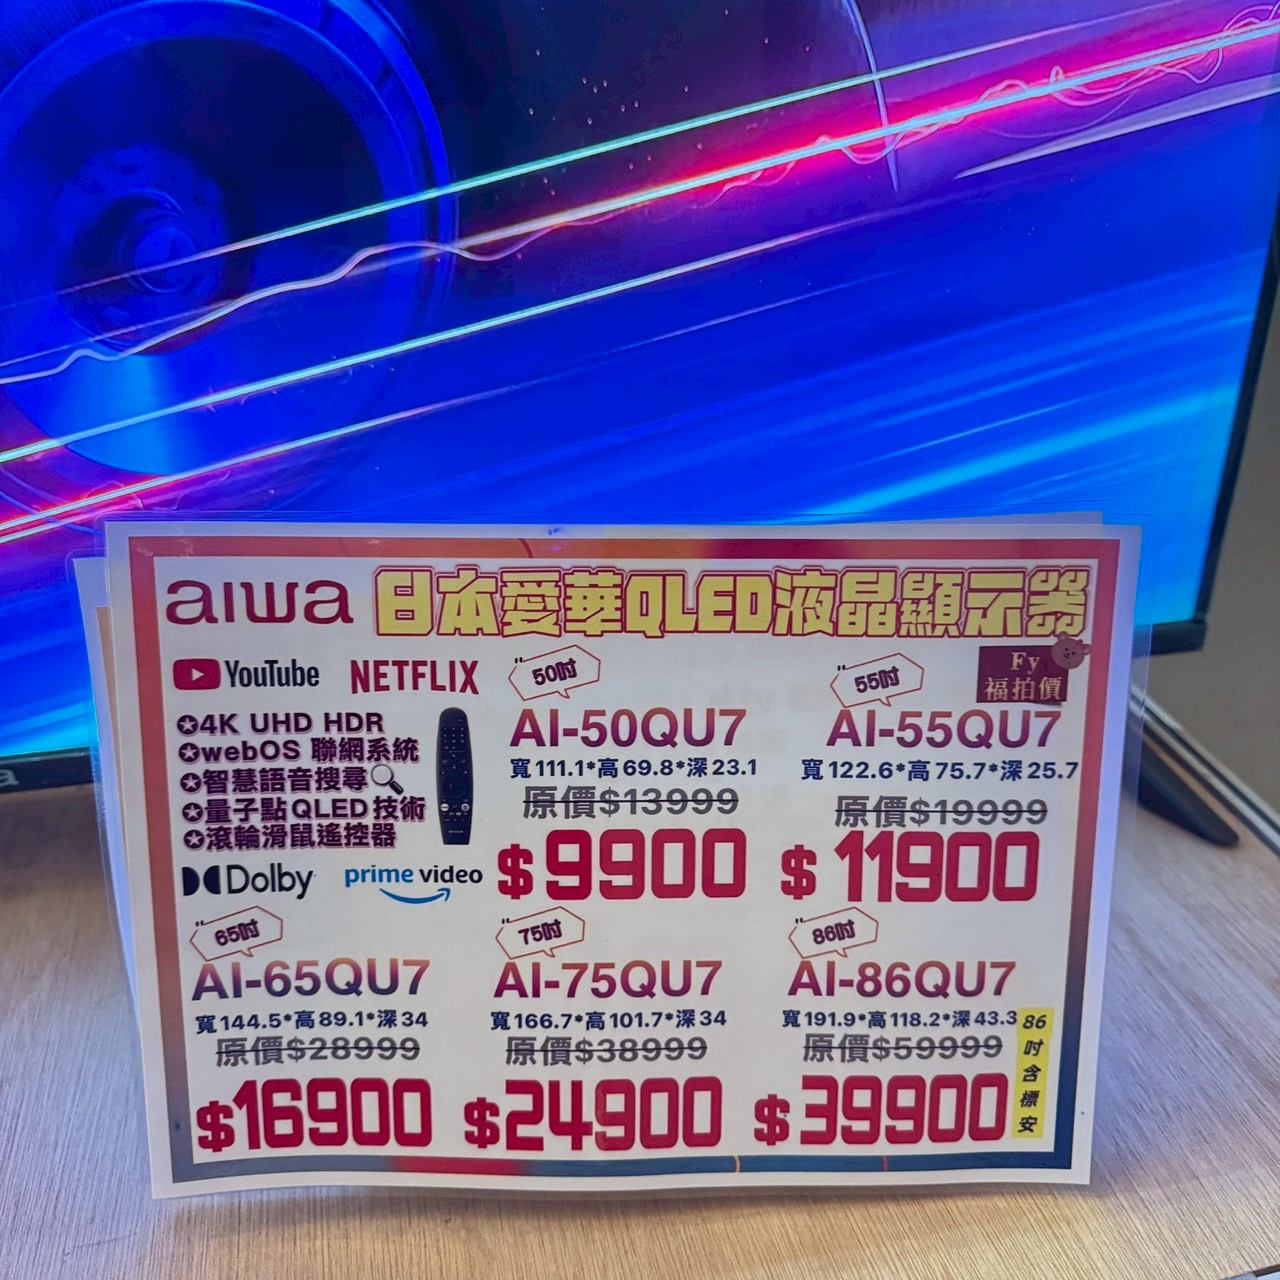 aiwa 日本愛華QLED液晶顯示器
YouTube NETFLIX
✪4K UHD HDR
✪webOS 聯網系統
✪智慧語音搜尋
✪量子點QLED技術
✪滾輪滑鼠遙控器
Dolby prime video
50吋
AI-50QU7
寬111.1*高69.8*深23.1
原價$13999
$9900
Fy
福拍價
55吋
AI-55QU7
寬122.6*高75.7*深25.7
原價$19999
$11900
65吋
AI-65QU7
寬144.5*高89.1*深34
原價$28999
$16900
75吋
AI-75QU7
寬166.7*高101.7*深34
原價$38999
$24900
86吋
AI-86QU7
寬191.9*高118.2*深43.3
原價$59999
$39900
86
吋
含
標
安